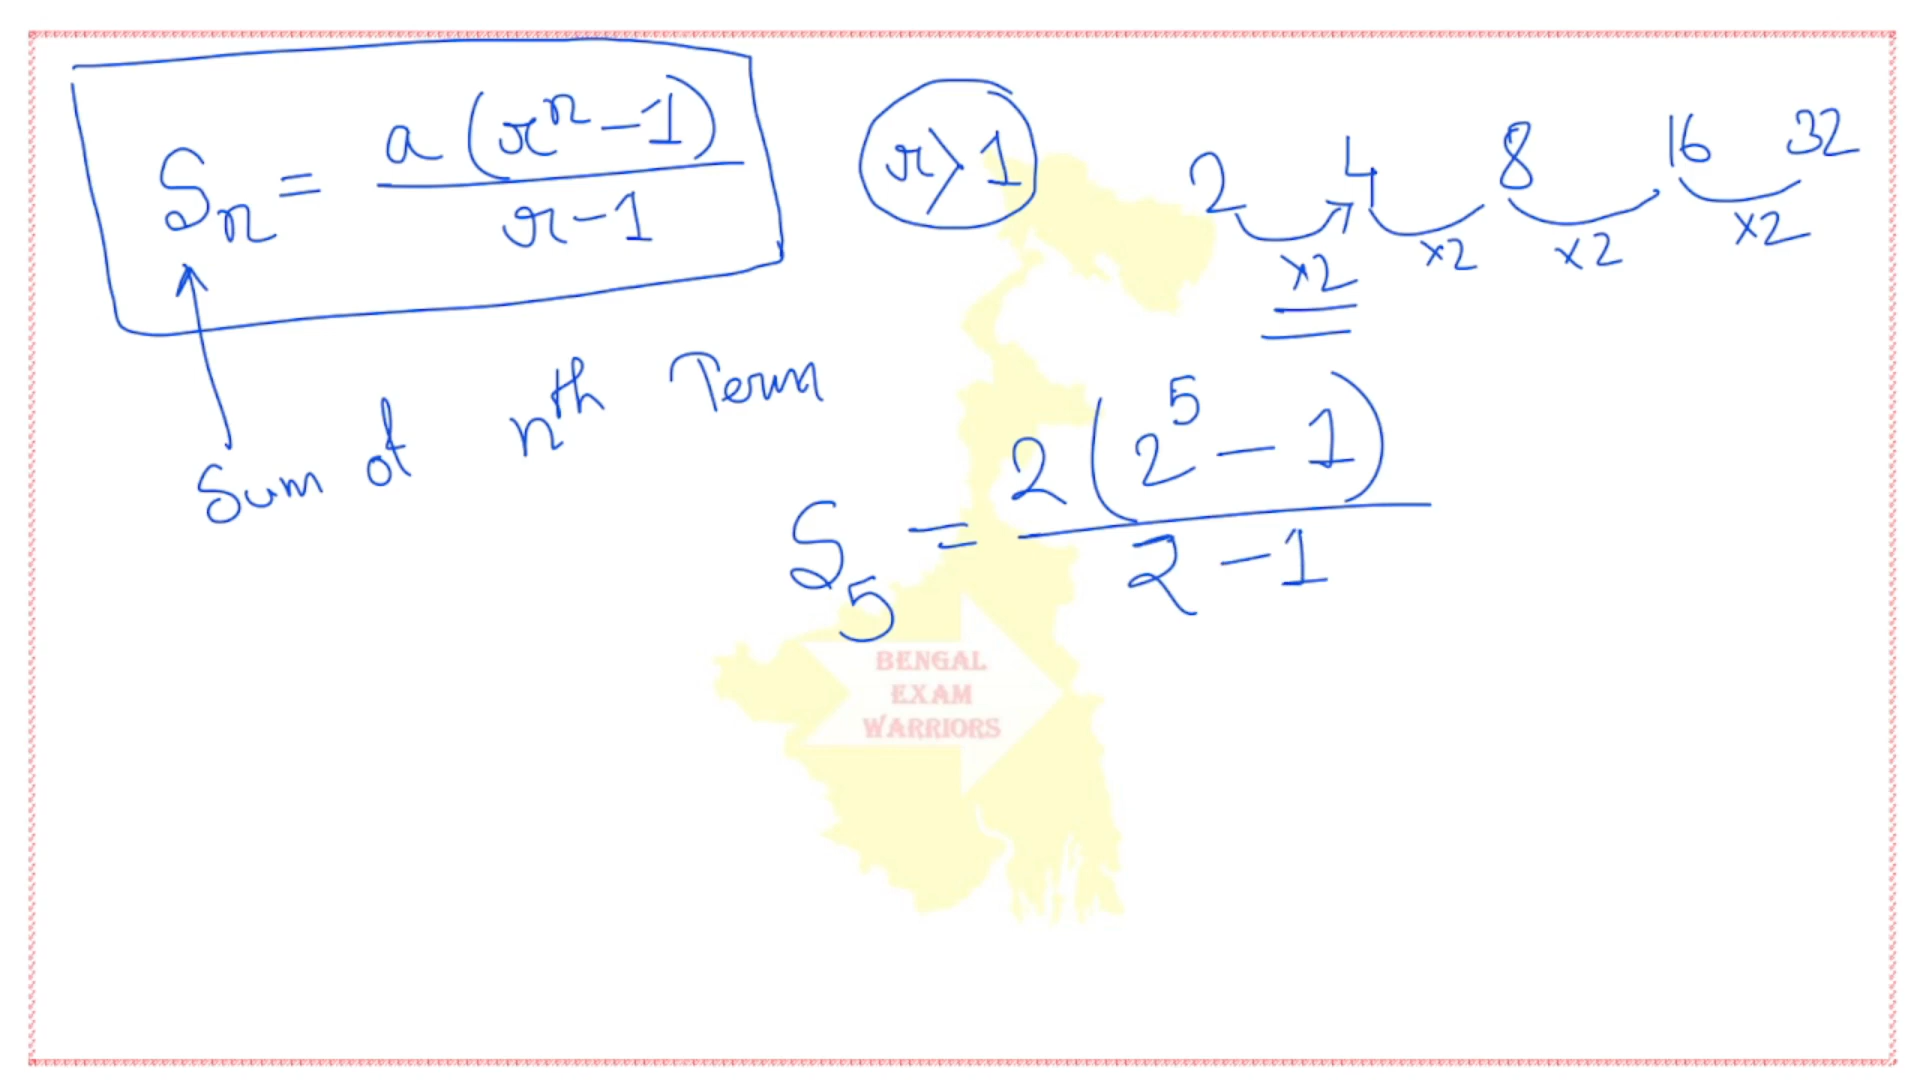 Sn = a (r^n - 1) / r - 1
r > 1
2 4 8 16 32
×2 ×2 ×2 ×2
Sum of nth Term
S5 = 2 (2^5 - 1) / 2 - 1
BENGAL
EXAM
WARRIORS